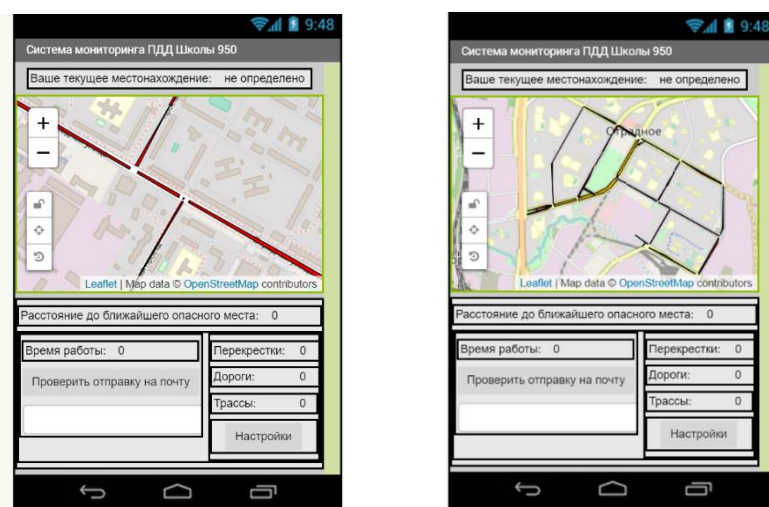 9:48
Система мониторинга ПДД Школы 950
Ваше текущее местонахождение: не определено
+
−
Leaflet | Map data © OpenStreetMap contributors
Расстояние до ближайшего опасного места: 0
Время работы: 0
Перекрестки: 0
Проверить отправку на почту
Дороги: 0
Трассы: 0
Настройки
9:48
Система мониторинга ПДД Школы 950
Ваше текущее местонахождение: не определено
+
−
Отрадное
Leaflet | Map data © OpenStreetMap contributors
Расстояние до ближайшего опасного места: 0
Время работы: 0
Перекрестки: 0
Проверить отправку на почту
Дороги: 0
Трассы: 0
Настройки